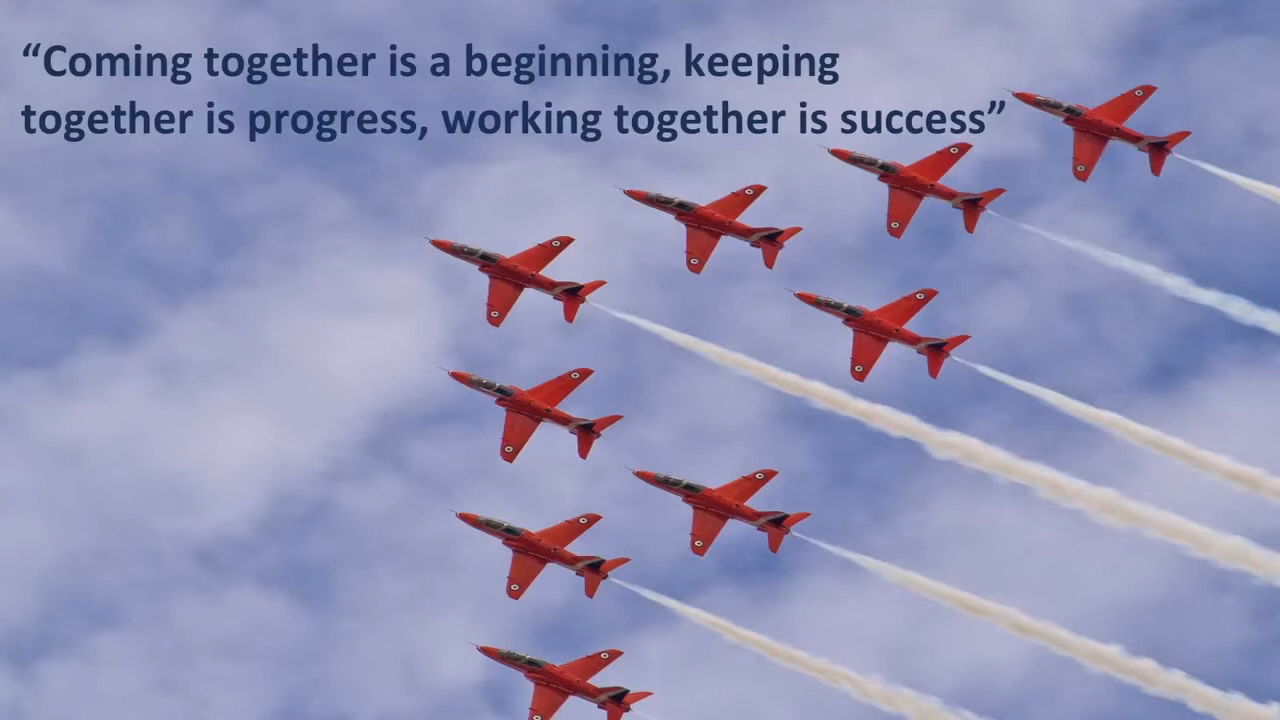 “Coming together is a beginning, keeping
together is progress, working together is success”